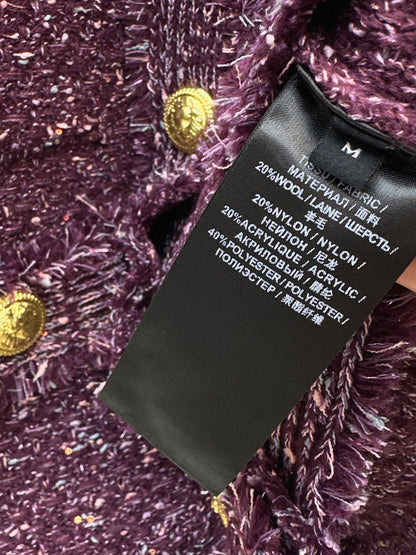 M
TISSU / FABRIC /
МАТЕРИАЛ / 面料
20%WOOL / LAINE / ШЕРСТЬ /
羊毛
20%NYLON / NYLON /
НЕЙЛОН / 尼龙
20%ACRYLIQUE / ACRYLIC /
АКРИЛОВЫЙ / 腈纶
40%POLYESTER / POLYESTER /
ПОЛИЭСТЕР / 聚酯纤维